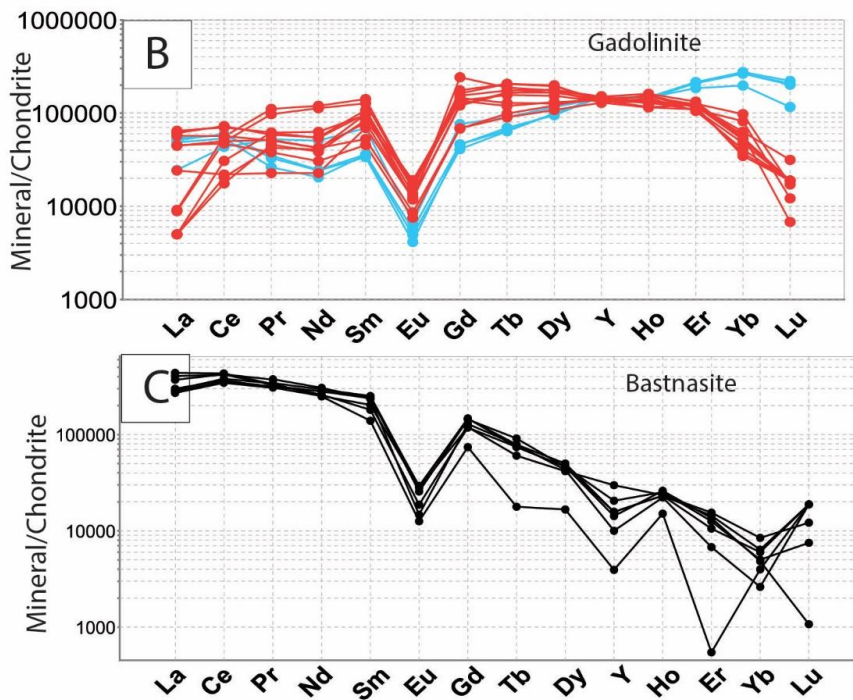 B
Gadolinite
Mineral/Chondrite
1000000
100000
10000
1000
La Ce Pr Nd Sm Eu Gd Tb Dy Y Ho Er Yb Lu
C
Bastnasite
Mineral/Chondrite
100000
10000
1000
La Ce Pr Nd Sm Eu Gd Tb Dy Y Ho Er Yb Lu